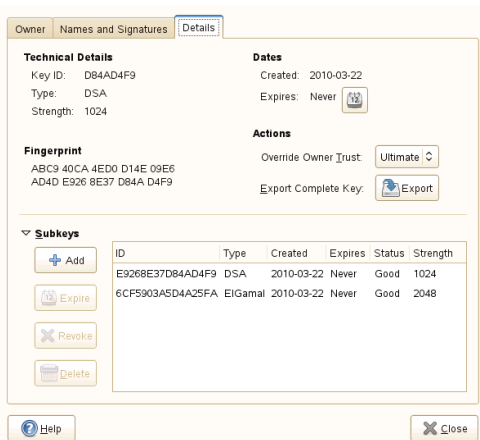 Owner Names and Signatures Details
Technical Details
Key ID: D84AD4F9
Type: DSA
Strength: 1024
Fingerprint
ABC9 40CA 4ED0 D14E 09E6
AD4D E926 8E37 D84A D4F9
Dates
Created: 2010-03-22
Expires: Never 12
Actions
Override Owner Trust: Ultimate
Export Complete Key: Export
Subkeys
Add
12 Expire
Revoke
Delete
ID Type Created Expires Status Strength
E9268E37D84AD4F9 DSA 2010-03-22 Never Good 1024
6CF5903A5D4A25FA ElGamal 2010-03-22 Never Good 2048
Help Close